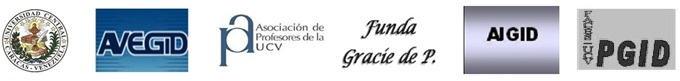 UNIVERSIDAD CENTRAL
CARACAS - VENEZUELA
AVEGID
Asociación de
Profesores de la
UCV
Funda
Gracie de P.
AIGID
PGID